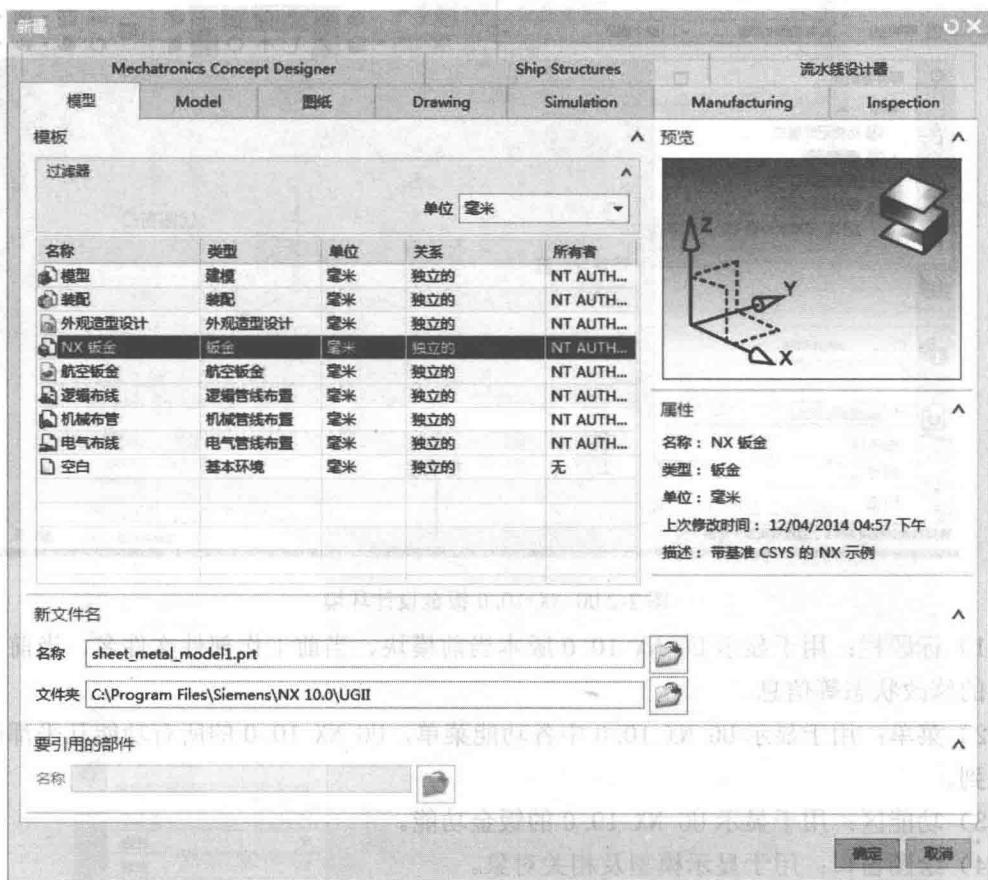 新建
Mechatronics Concept Designer Ship Structures 流水线设计器
模型 Model 图纸 Drawing Simulation Manufacturing Inspection
模板
过滤器
单位 毫米
名称 类型 单位 关系 所有者
模型 建模 毫米 独立的 NT AUTH...
装配 装配 毫米 独立的 NT AUTH...
外观造型设计 外观造型设计 毫米 独立的 NT AUTH...
NX 钣金 钣金 毫米 独立的 NT AUTH...
航空钣金 航空钣金 毫米 独立的 NT AUTH...
逻辑布线 逻辑管线布置 毫米 独立的 NT AUTH...
机械布管 机械管线布置 毫米 独立的 NT AUTH...
电气布线 电气管线布置 毫米 独立的 NT AUTH...
空白 基本环境 毫米 独立的 无
预览
Z
Y
X
属性
名称： NX 钣金
类型： 钣金
单位： 毫米
上次修改时间： 12/04/2014 04:57 下午
描述： 带基准 CSYS 的 NX 示例
新文件名
名称 sheet_metal_model1.prt
文件夹 C:\Program Files\Siemens\NX 10.0\UGII
要引用的部件
名称
确定 取消